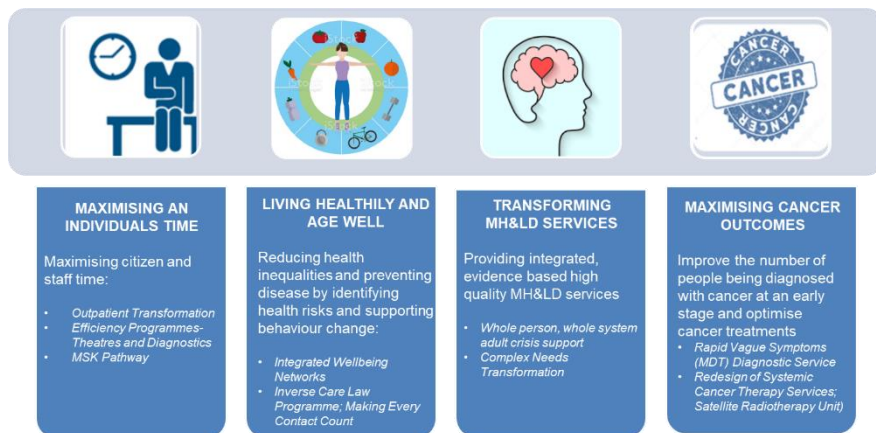 CANCER
CANCER
CANCER
MAXIMISING AN
INDIVIDUALS TIME
Maximising citizen and
staff time:
• Outpatient Transformation
• Efficiency Programmes-
Theatres and Diagnostics
• MSK Pathway
LIVING HEALTHILY AND
AGE WELL
Reducing health
inequalities and preventing
disease by identifying
health risks and supporting
behaviour change:
• Integrated Wellbeing
Networks
• Inverse Care Law
Programme; Making Every
Contact Count
TRANSFORMING
MH&LD SERVICES
Providing integrated,
evidence based high
quality MH&LD services
• Whole person, whole system
adult crisis support
• Complex Needs
Transformation
MAXIMISING CANCER
OUTCOMES
Improve the number of
people being diagnosed
with cancer at an early
stage and optimise
cancer treatments
• Rapid Vague Symptoms
(MDT) Diagnostic Service
• Redesign of Systemic
Cancer Therapy Services;
Satellite Radiotherapy Unit)